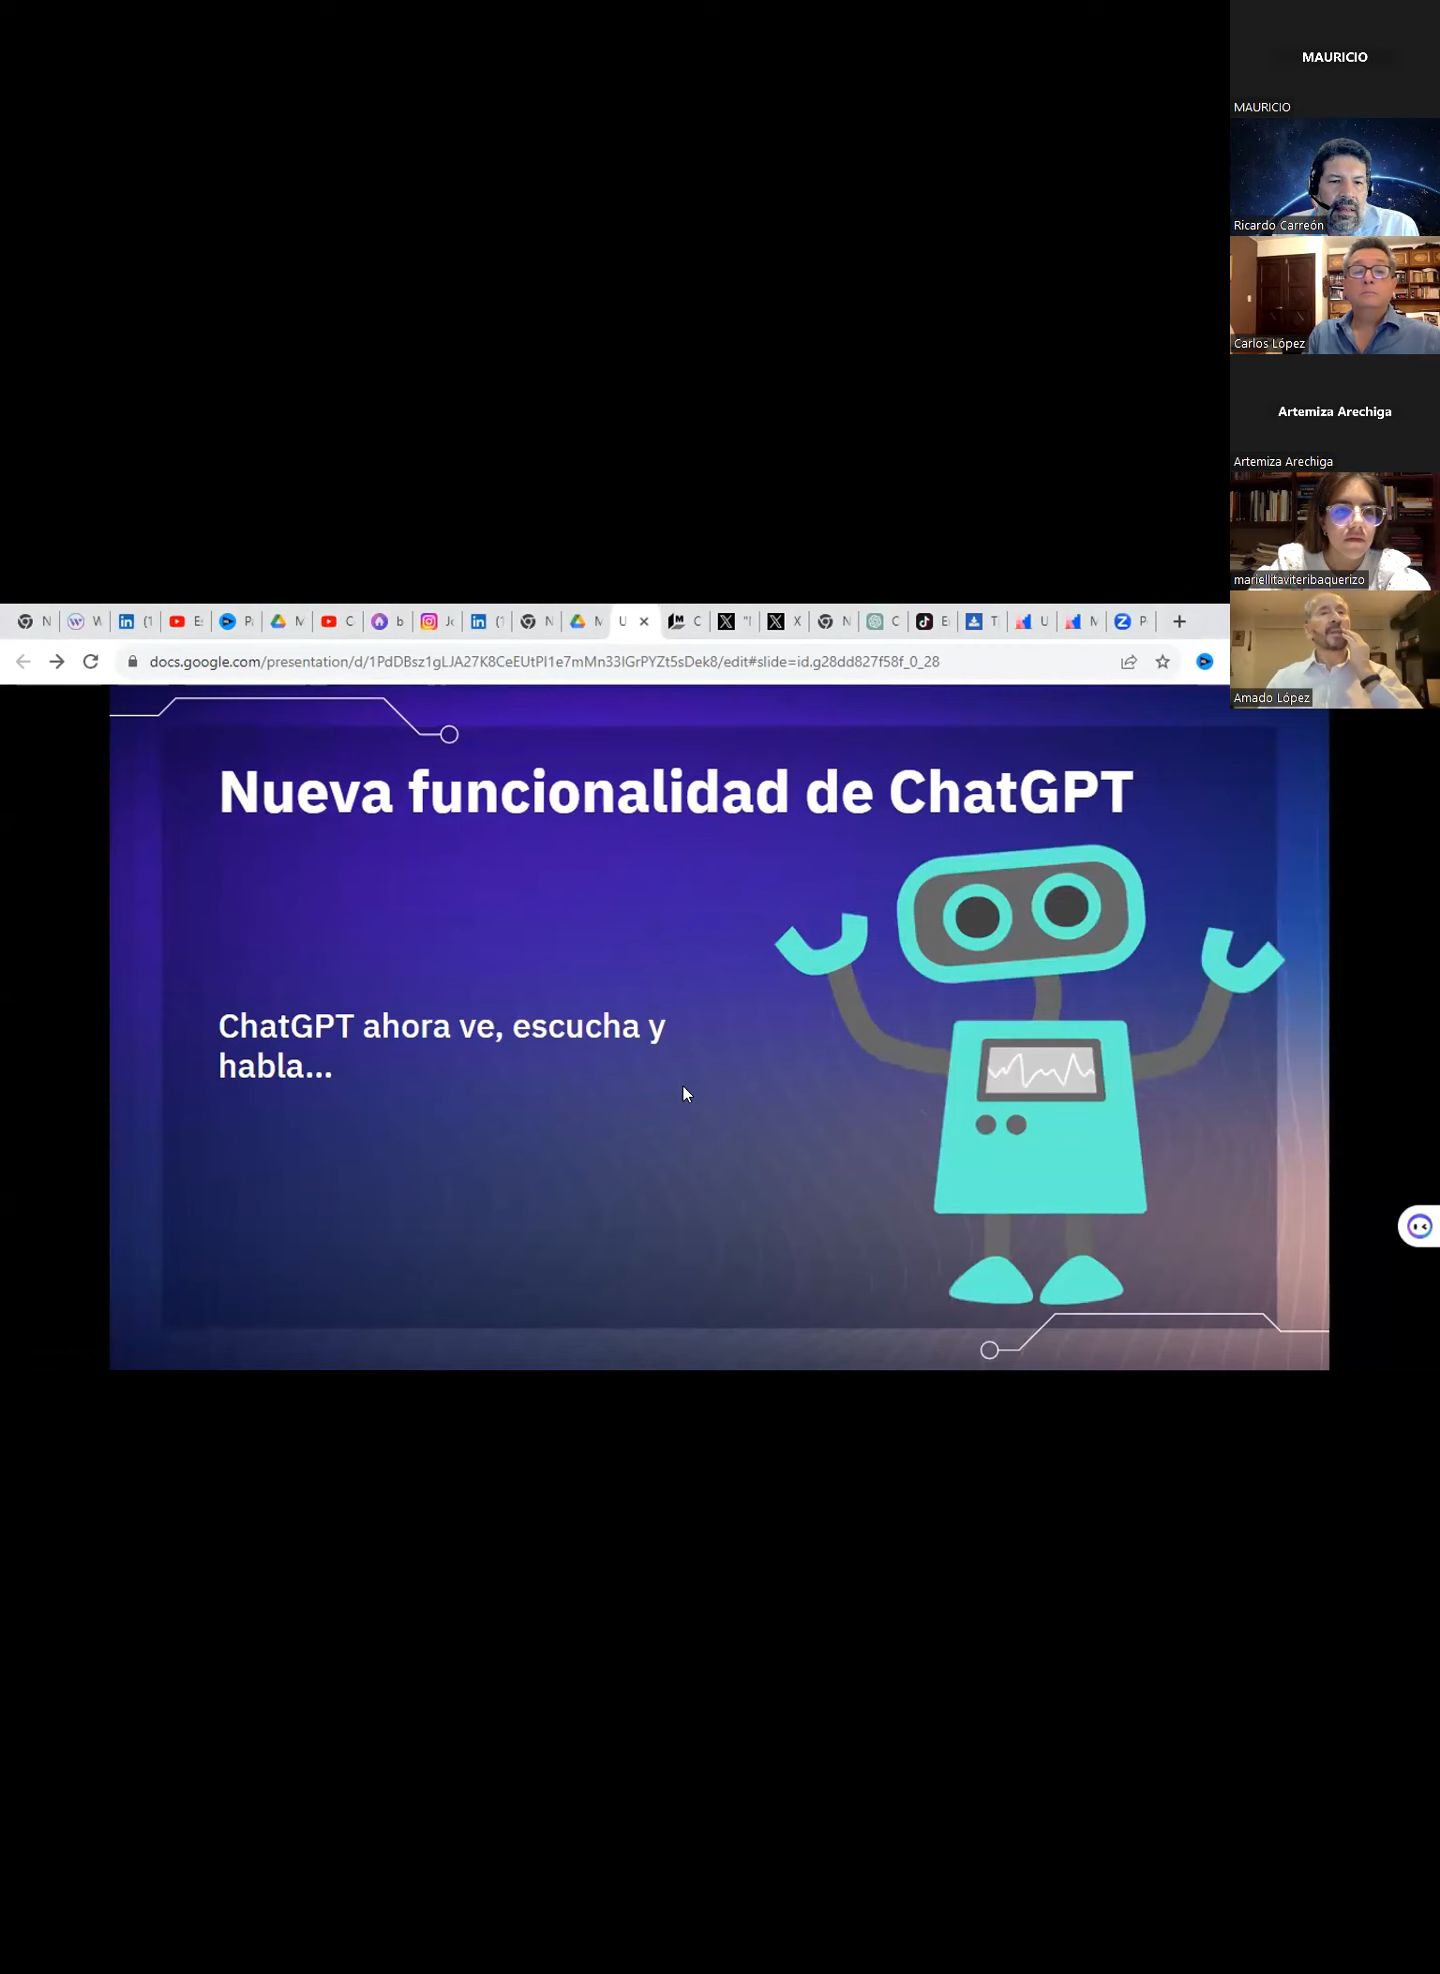 MAURICIO
MAURICIO
Ricardo Carreón
Carlos López
Artemiza Arechiga
Artemiza Arechiga
mariellitaviteribaquerizo
Amado López
docs.google.com/presentation/d/1PdDBsz1gLJA27K8CeEUtPI1e7mMn33IGrPYZt5sDek8/edit#slide=id.g28dd827f58f_0_28
Nueva funcionalidad de ChatGPT
ChatGPT ahora ve, escucha y
habla...